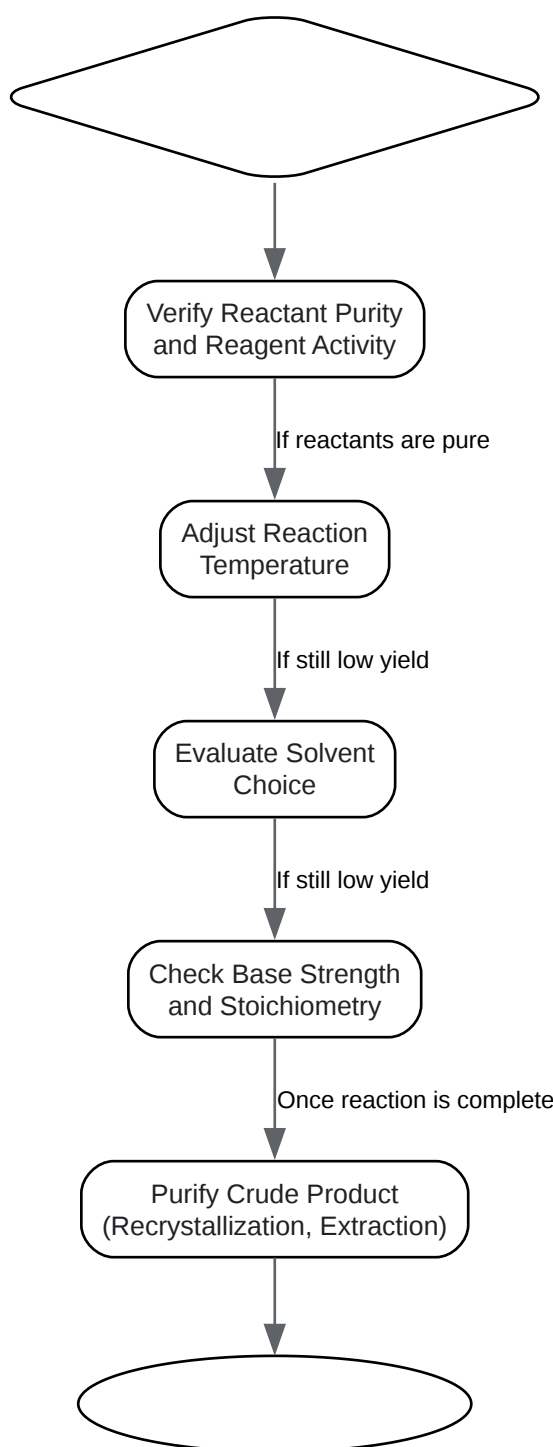 Verify Reactant Purity
and Reagent Activity
If reactants are pure
Adjust Reaction
Temperature
If still low yield
Evaluate Solvent
Choice
If still low yield
Check Base Strength
and Stoichiometry
Once reaction is complete
Purify Crude Product
(Recrystallization, Extraction)